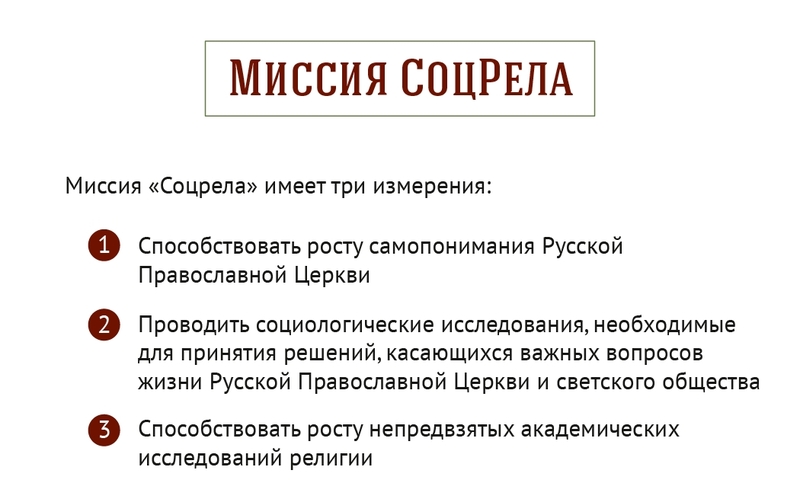 Миссия СоцРела
Миссия «Соцрела» имеет три измерения:
1 Способствовать росту самопонимания Русской
Православной Церкви
2 Проводить социологические исследования, необходимые
для принятия решений, касающихся важных вопросов
жизни Русской Православной Церкви и светского общества
3 Способствовать росту непредвзятых академических
исследований религии